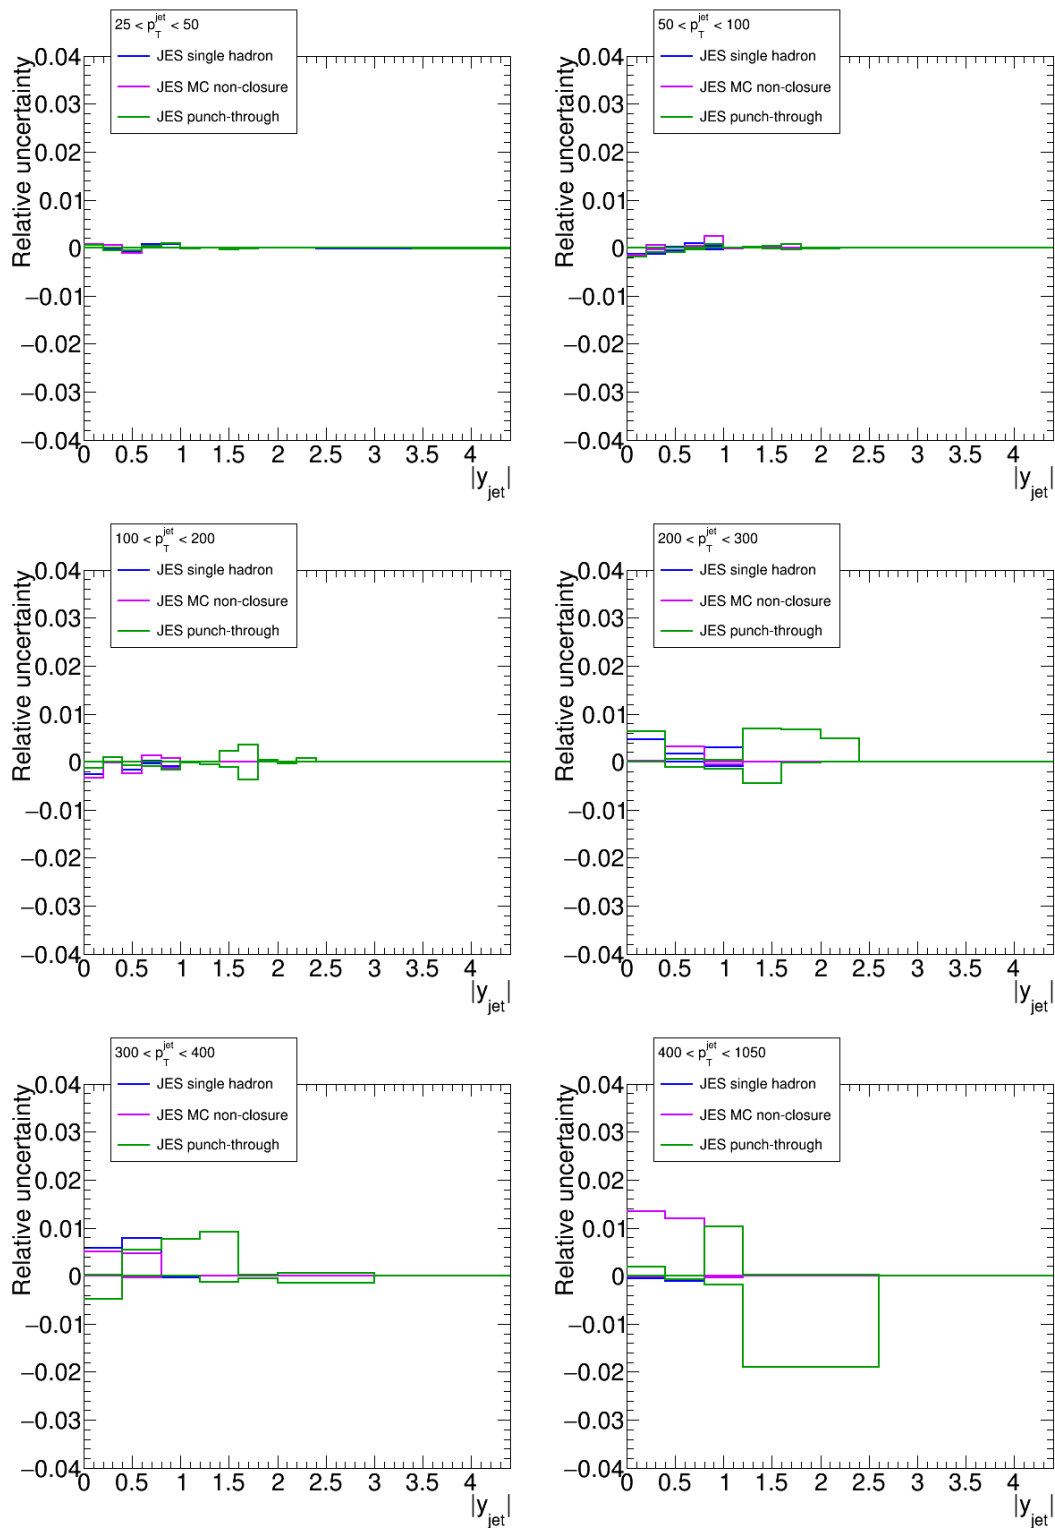 25 < p_T^jet < 50
JES single hadron
JES MC non-closure
JES punch-through
Relative uncertainty
0.04
0.03
0.02
0.01
0
−0.01
−0.02
−0.03
−0.04
0 0.5 1 1.5 2 2.5 3 3.5 4
|y_jet|
50 < p_T^jet < 100
JES single hadron
JES MC non-closure
JES punch-through
Relative uncertainty
0.04
0.03
0.02
0.01
0
−0.01
−0.02
−0.03
−0.04
0 0.5 1 1.5 2 2.5 3 3.5 4
|y_jet|
100 < p_T^jet < 200
JES single hadron
JES MC non-closure
JES punch-through
Relative uncertainty
0.04
0.03
0.02
0.01
0
−0.01
−0.02
−0.03
−0.04
0 0.5 1 1.5 2 2.5 3 3.5 4
|y_jet|
200 < p_T^jet < 300
JES single hadron
JES MC non-closure
JES punch-through
Relative uncertainty
0.04
0.03
0.02
0.01
0
−0.01
−0.02
−0.03
−0.04
0 0.5 1 1.5 2 2.5 3 3.5 4
|y_jet|
300 < p_T^jet < 400
JES single hadron
JES MC non-closure
JES punch-through
Relative uncertainty
0.04
0.03
0.02
0.01
0
−0.01
−0.02
−0.03
−0.04
0 0.5 1 1.5 2 2.5 3 3.5 4
|y_jet|
400 < p_T^jet < 1050
JES single hadron
JES MC non-closure
JES punch-through
Relative uncertainty
0.04
0.03
0.02
0.01
0
−0.01
−0.02
−0.03
−0.04
0 0.5 1 1.5 2 2.5 3 3.5 4
|y_jet|